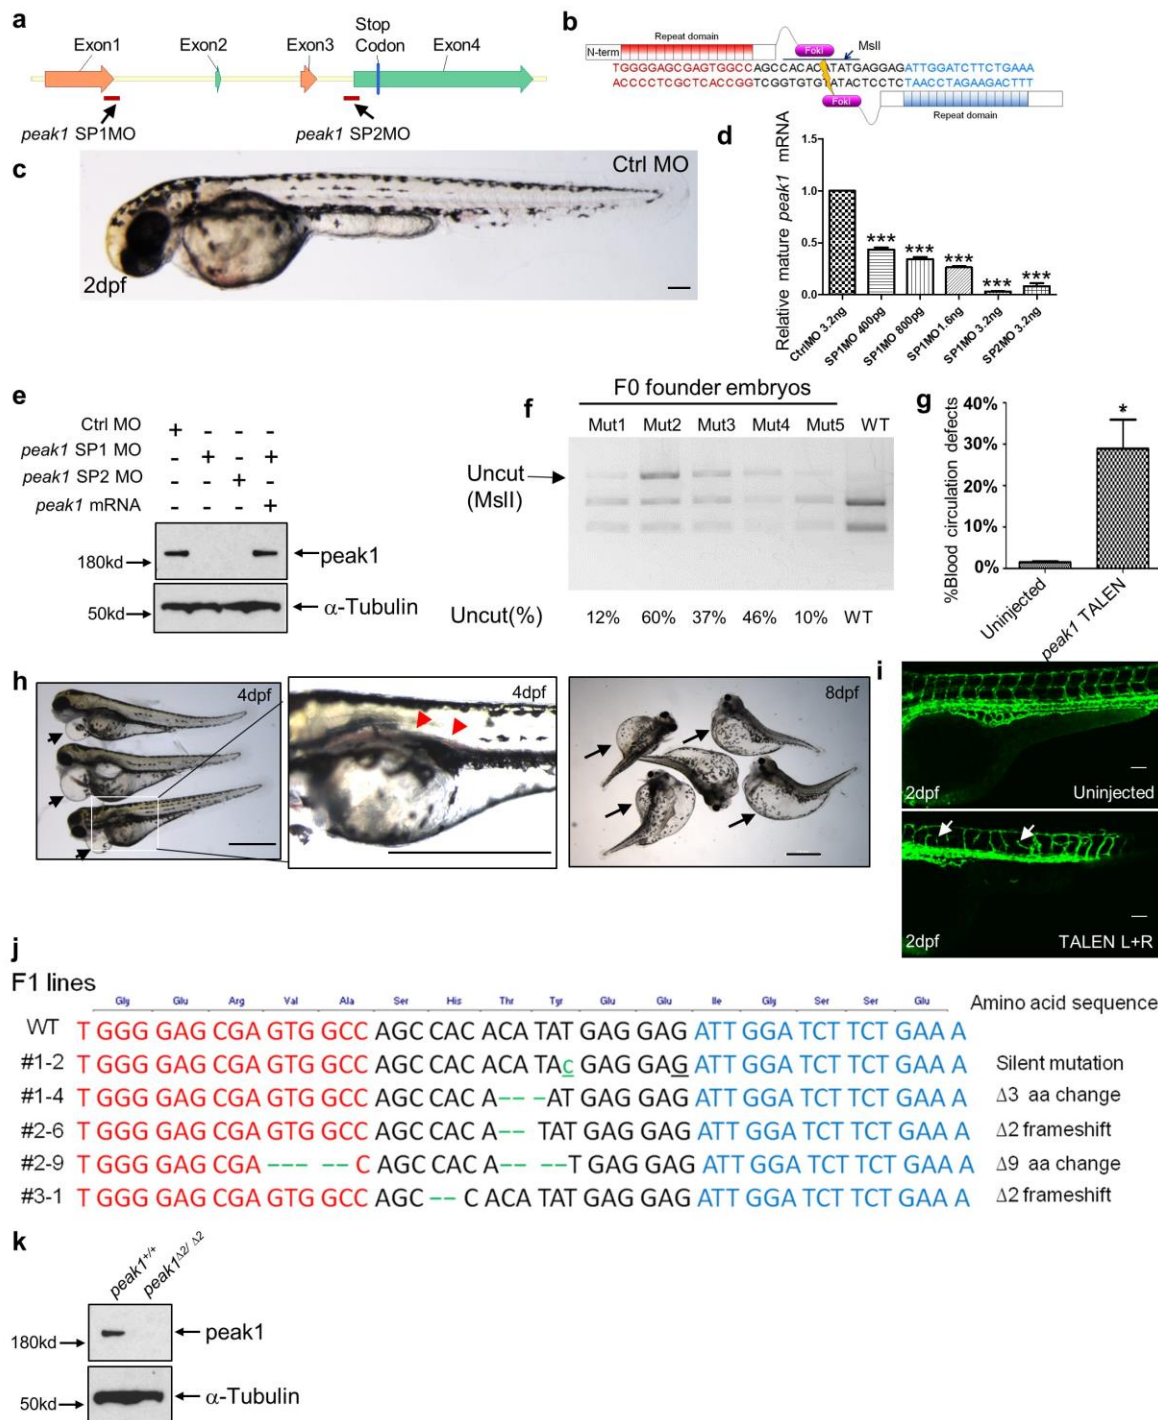 a
Exon1
Exon2
Exon3
Stop
Codon
Exon4
peak1 SP1MO
peak1 SP2MO
b
N-term
Repeat domain
FokI
MslI
TGGGGAGCGAGTGGCCAGCCACACATATGAGGAGATTGGATCTTCTGAAA
ACCCCTCGCTCACCGGTCGGTGTGTATACTCCTCTAACCTAGAAGACTTT
FokI
Repeat domain
c
Ctrl MO
2dpf
d
Relative mature peak1 mRNA
1.5
1.0
0.5
0.0
*** *** *** *** ***
CtrlMO 3.2ng
SP1MO 400pg
SP1MO 800pg
SP1MO1.6ng
SP1MO 3.2ng
SP2MO 3.2ng
e
Ctrl MO + - - -
peak1 SP1 MO - + - +
peak1 SP2 MO - - + -
peak1 mRNA - - - +
180kd
peak1
50kd
α-Tubulin
f
F0 founder embryos
Mut1 Mut2 Mut3 Mut4 Mut5 WT
Uncut
(MslI)
Uncut(%) 12% 60% 37% 46% 10% WT
g
%Blood circulation defects
40%
30%
20%
10%
0%
*
Uninjected
peak1 TALEN
h
4dpf
4dpf
8dpf
i
2dpf
Uninjected
2dpf
TALEN L+R
j
F1 lines
Gly Glu Arg Val Ala Ser His Thr Tyr Glu Glu Ile Gly Ser Ser Glu
Amino acid sequence
WT T GGG GAG CGA GTG GCC AGC CAC ACA TAT GAG GAG ATT GGA TCT TCT GAA A
#1-2 T GGG GAG CGA GTG GCC AGC CAC ACA TAc GAG GAG ATT GGA TCT TCT GAA A Silent mutation
#1-4 T GGG GAG CGA GTG GCC AGC CAC A-- -AT GAG GAG ATT GGA TCT TCT GAA A Δ3 aa change
#2-6 T GGG GAG CGA GTG GCC AGC CAC A-- TAT GAG GAG ATT GGA TCT TCT GAA A Δ2 frameshift
#2-9 T GGG GAG CGA --- --C AGC CAC A-- --T GAG GAG ATT GGA TCT TCT GAA A Δ9 aa change
#3-1 T GGG GAG CGA GTG GCC AGC --C ACA TAT GAG GAG ATT GGA TCT TCT GAA A Δ2 frameshift
k
peak1+/+
peak1Δ2/ Δ2
180kd
peak1
50kd
α-Tubulin